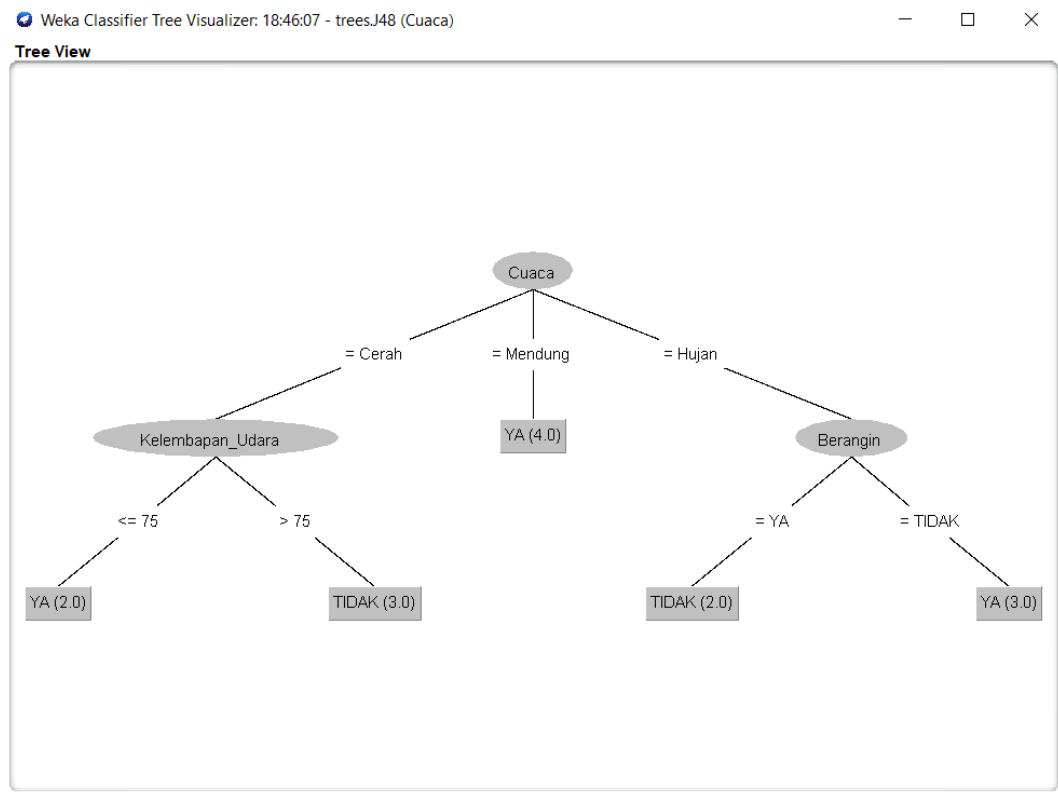 Weka Classifier Tree Visualizer: 18:46:07 - trees.J48 (Cuaca)
Tree View
Cuaca
= Cerah
= Mendung
= Hujan
Kelembapan_Udara
YA (4.0)
Berangin
<= 75
> 75
= YA
= TIDAK
YA (2.0)
TIDAK (3.0)
TIDAK (2.0)
YA (3.0)